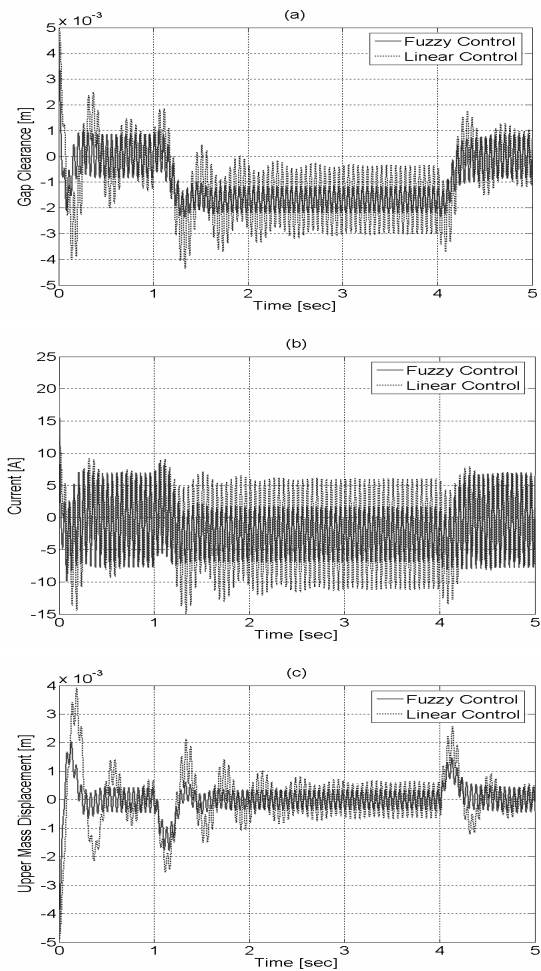 (a)
× 10⁻³
5
4
3
2
1
0
-1
-2
-3
-4
-5
Gap Clearance [m]
Fuzzy Control
Linear Control
0 1 2 3 4 5
Time [sec]
(b)
25
20
15
10
5
0
-5
-10
-15
Current [A]
Fuzzy Control
Linear Control
0 1 2 3 4 5
Time [sec]
(c)
× 10⁻³
4
3
2
1
0
-1
-2
-3
-4
-5
Upper Mass Displacement [m]
Fuzzy Control
Linear Control
0 1 2 3 4 5
Time [sec]